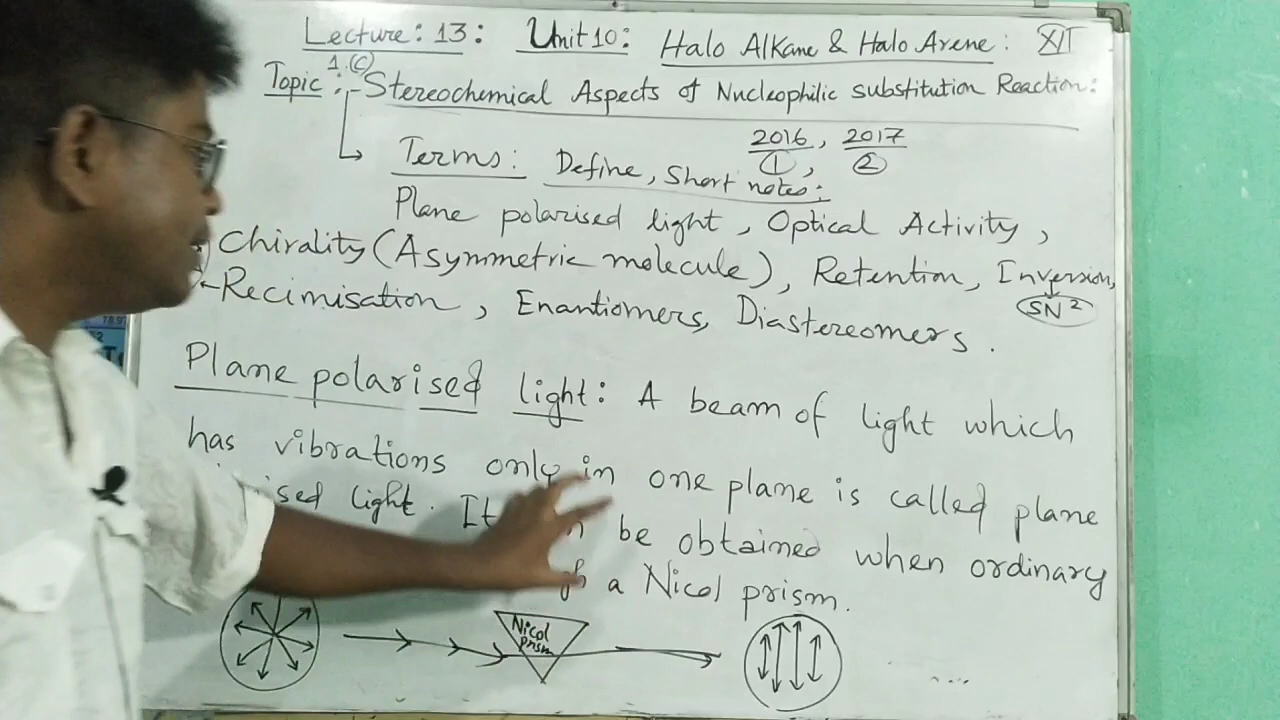 Lecture: 13: Unit 10: Halo Alkane & Halo Arene: XII
Topic 1.(C) :- Stereochemical Aspects of Nucleophilic substitution Reaction:
2016, 2017
1, 2
Terms: Define, Short notes:
Plane polarised light, Optical Activity,
Chirality (Asymmetric molecule), Retention, Inversion,
SN2
Recimisation, Enantiomers, Diastereomers.
Plane polarised light: A beam of light which
has vibrations only in one plane is called plane
light. It be obtained when ordinary
a Nicol prism.
Nicol
prism